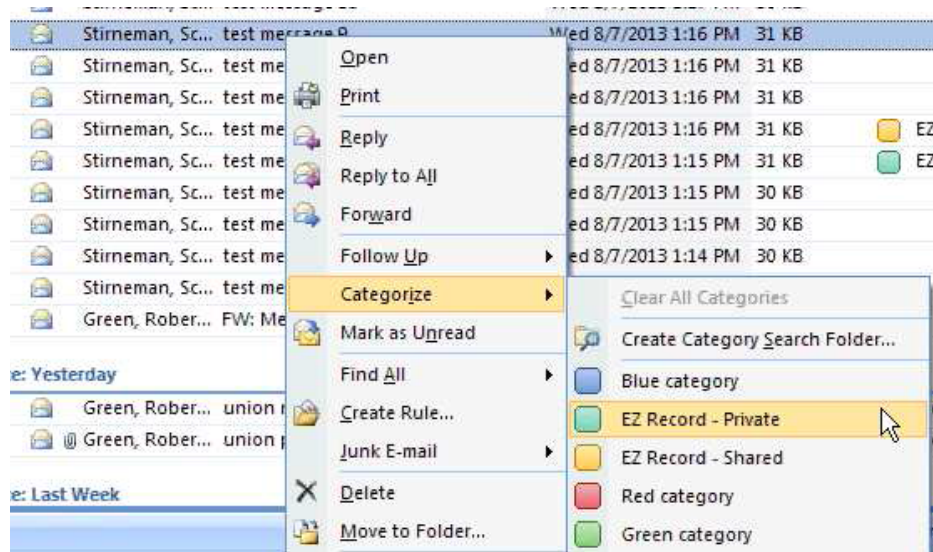 Stirneman, Sc... test message 9 Wed 8/7/2013 1:16 PM 31 KB
Stirneman, Sc... test me ed 8/7/2013 1:16 PM 31 KB
Stirneman, Sc... test me ed 8/7/2013 1:16 PM 31 KB
Stirneman, Sc... test me ed 8/7/2013 1:16 PM 31 KB EZ
Stirneman, Sc... test me ed 8/7/2013 1:15 PM 31 KB EZ
Stirneman, Sc... test me ed 8/7/2013 1:15 PM 30 KB
Stirneman, Sc... test me ed 8/7/2013 1:15 PM 30 KB
Stirneman, Sc... test me ed 8/7/2013 1:14 PM 30 KB
Stirneman, Sc... test me
Green, Rober... FW: Me
e: Yesterday
Green, Rober... union
Green, Rober... union
e: Last Week
Open
Print
Reply
Reply to All
Forward
Follow Up
Categorize
Mark as Unread
Find All
Create Rule...
Junk E-mail
Delete
Move to Folder...
Clear All Categories
Create Category Search Folder...
Blue category
EZ Record - Private
EZ Record - Shared
Red category
Green category